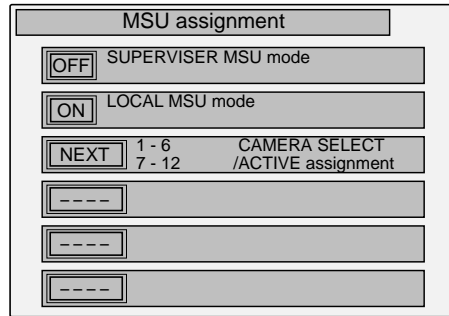 MSU assignment
OFF SUPERVISER MSU mode
ON LOCAL MSU mode
NEXT 1 - 6 CAMERA SELECT
7 - 12 /ACTIVE assignment
----
----
----